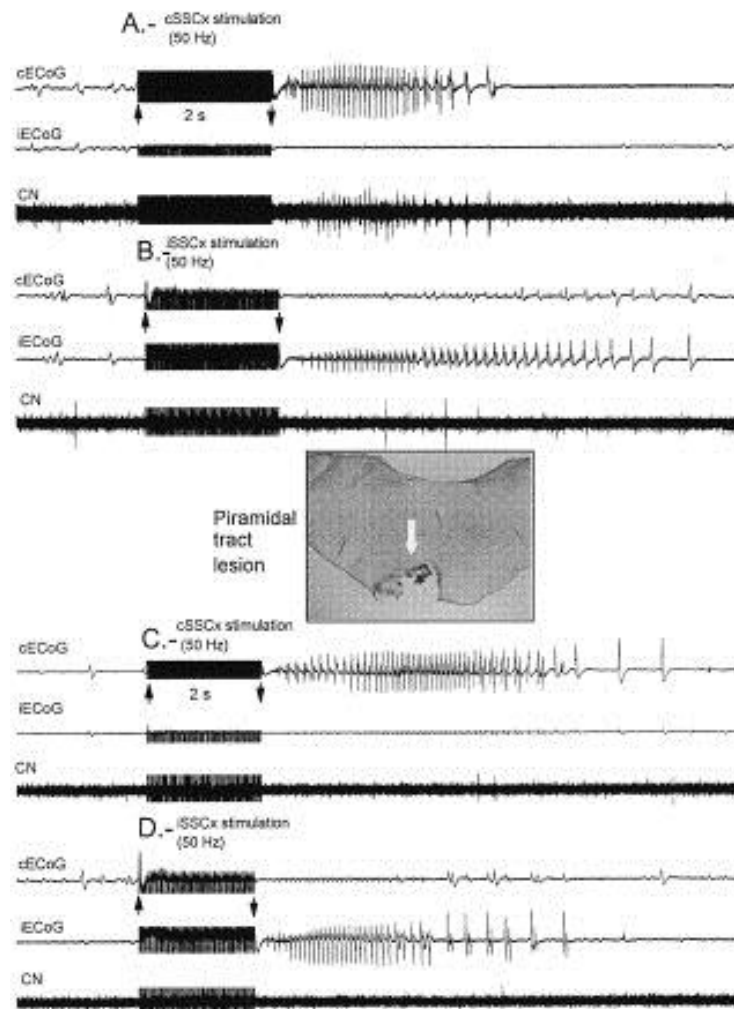 A.- cSSCx stimulation
(50 Hz)
cECoG
2 s
iECoG
CN
B.- iSSCx stimulation
(50 Hz)
cECoG
iECoG
CN
Piramidal
tract
lesion
C.- cSSCx stimulation
(50 Hz)
cECoG
2 s
iECoG
CN
D.- iSSCx stimulation
(50 Hz)
cECoG
iECoG
CN